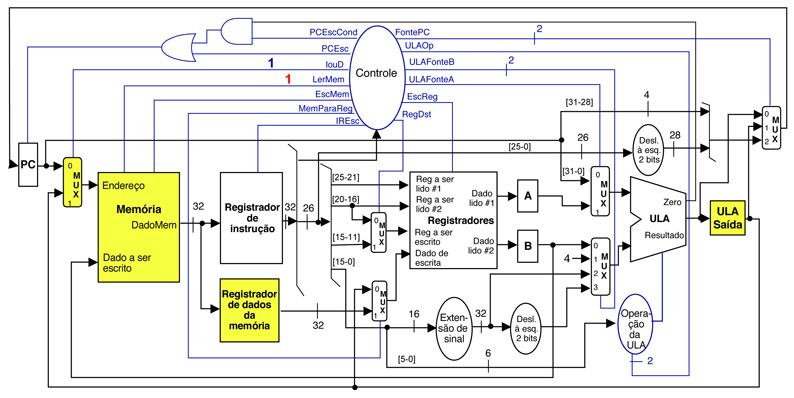 PCEscCond
PCEsc
IouD
LerMem
EscMem
MemParaReg
IREsc
1
1
Controle
FontePC
ULAOp
ULAFonteB
ULAFonteA
EscReg
RegDst
2
2
[31-28]
4
[25-0]
26
Desl.
à esq.
2 bits
28
0
1
2
M
U
X
PC
0
M
U
X
1
Endereço
Memória
DadoMem
Dado a ser
escrito
32
Registrador
de
instrução
32
26
Registrador
de dados
da
memória
32
[25-21]
[20-16]
[15-11]
[15-0]
0
M
U
X
1
0
M
U
X
1
Reg a ser
lido #1
Reg a ser
lido #2
Registradores
Reg a ser
escrito
Dado de
escrita
Dado
lido #1
Dado
lido #2
A
B
[31-0]
0
M
U
X
1
4
0
1
2
3
M
U
X
Zero
ULA
Resultado
ULA
Saída
16
Extensão
de
sinal
32
Desl.
à esq.
2 bits
Opera-
ção da
ULA
[5-0]
6
2